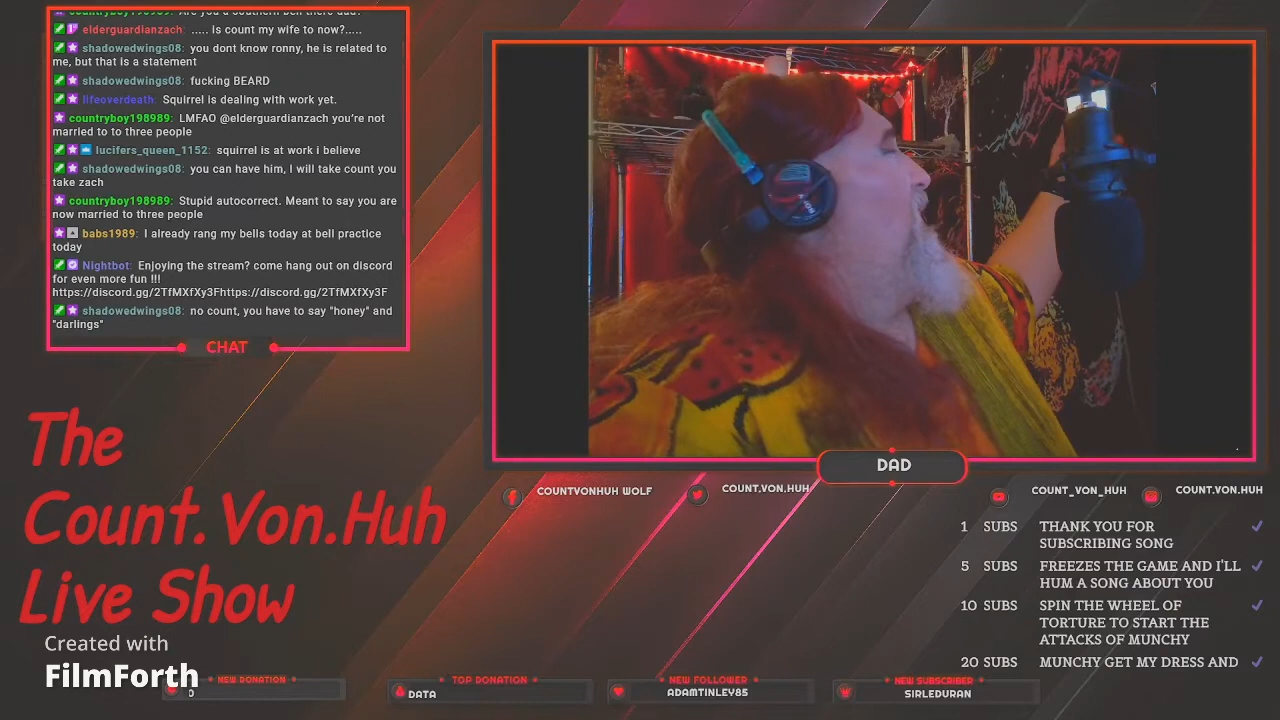 elderguardianzach: ..... Is count my wife to now?.....
shadowedwings08: you dont know ronny, he is related to
me, but that is a statement
shadowedwings08: fucking BEARD
lifeoverdeath: Squirrel is dealing with work yet.
countryboy198989: LMFAO @elderguardianzach you're not
married to to three people
lucifers_queen_1152: squirrel is at work i believe
shadowedwings08: you can have him, I will take count you
take zach
countryboy198989: Stupid autocorrect. Meant to say you are
now married to three people
babs1989: I already rang my bells today at bell practice
today
Nightbot: Enjoying the stream? come hang out on discord
for even more fun !!!
https://discord.gg/2TfMXfXy3Fhttps://discord.gg/2TfMXfXy3F
shadowedwings08: no count, you have to say "honey" and
"darlings"
CHAT
The
Count.Von.Huh
Live Show
Created with
FilmForth
DAD
COUNTVONHUH WOLF
COUNT.VON.HUH
COUNT_VON_HUH
COUNT.VON.HUH
1 SUBS THANK YOU FOR
SUBSCRIBING SONG
5 SUBS FREEZES THE GAME AND I'LL
HUM A SONG ABOUT YOU
10 SUBS SPIN THE WHEEL OF
TORTURE TO START THE
ATTACKS OF MUNCHY
20 SUBS MUNCHY GET MY DRESS AND
NEW DONATION
0
TOP DONATION
DATA
NEW FOLLOWER
ADAMTINLEY85
NEW SUBSCRIBER
SIRLEDURAN